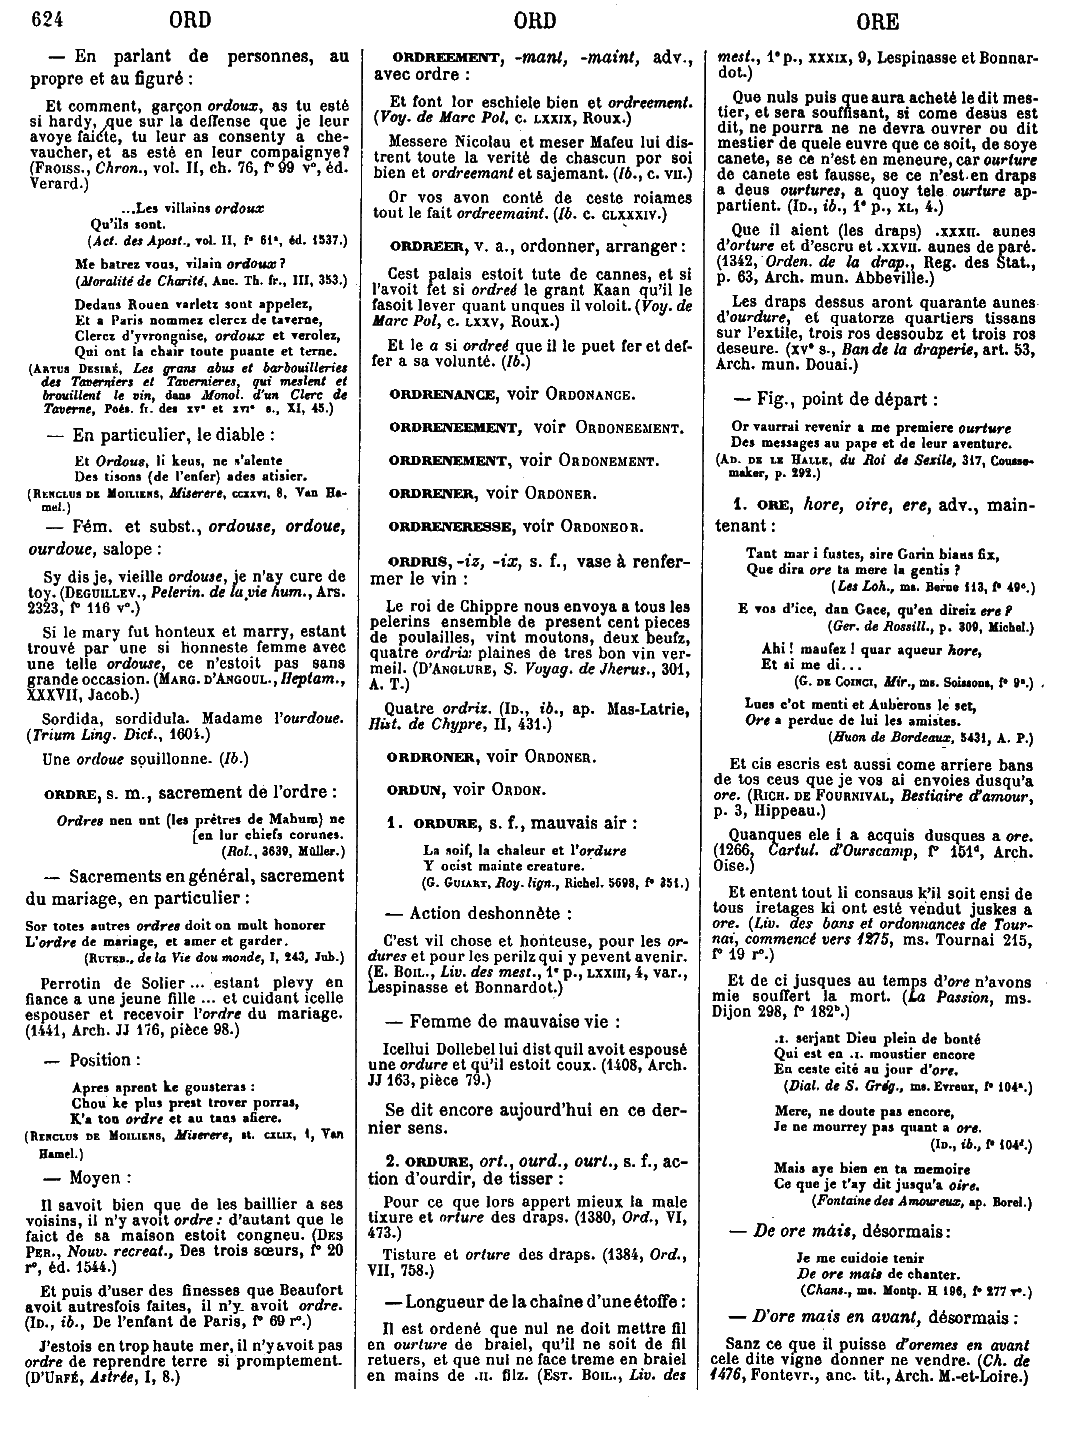 624 ORD ORD ORE
— En parlant de personnes, au
propre et au figuré :
Et comment, garçon ordoux, as tu esté
si hardy, que sur la deffense que je leur
avoye faicte, tu leur as consenty a che-
vaucher, et as esté en leur compaignye?
(FROISS., Chron., vol. II, ch. 76, f° 99 v°, éd.
Verard.)
...Les villains ordoux
Qu'ils sont.
(Act. des Apost., vol. II, f° 61ª, éd. 1537.)
Me batrez vous, vilain ordoux?
(Moralité de Charité, Anc. Th. fr., III, 353.)
Dedans Rouen varletz sont appelez,
Et a Paris nommez clercz de taverne,
Clercz d'yvrongnise, ordoux et verolez,
Qui ont la chair toute puante et terne.
(ARTUS DESIRÉ, Les grans abus et barbouilleries
des Taverniers et Tavernieres, qui meslent et
brouillent le vin, dans Monol. d'un Clerc de
Taverne, Poés. fr. des XVᵉ et XVIᵉ s., XI, 45.)
— En particulier, le diable :
Et Ordous, li keus, ne s'alente
Des tisons (de l'enfer) ades atisier.
(RENCLUS DE MOILIENS, Miserere, CCXXVI, 8, Van Ha-
mel.)
— Fém. et subst., ordouse, ordoue,
ourdoue, salope :
Sy dis je, vieille ordouse, je n'ay cure de
toy. (DEGUILLEV., Pelerin. de la vie hum., Ars.
2323, f° 116 v°.)
Si le mary fut honteux et marry, estant
trouvé par une si honneste femme avec
une telle ordouse, ce n'estoit pas sans
grande occasion. (MARG. D'ANGOUL., Heptam.,
XXXVII, Jacob.)
Sordida, sordidula. Madame l'ourdoue.
(Trium Ling. Dict., 1604.)
Une ordoue souillonne. (Ib.)
ORDRE, s. m., sacrement de l'ordre :
Ordres nen unt (les prêtres de Mahum) ne
[en lur chiefs corunes.
(Rol., 3639, Müller.)
— Sacrements en général, sacrement
du mariage, en particulier :
Sor totes autres ordres doit on mult honorer
L'ordre de mariage, et amer et garder.
(RUTEB., de la Vie dou monde, I, 243, Jub.)
Perrotin de Solier ... estant plevy en
fiance a une jeune fille ... et cuidant icelle
espouser et recevoir l'ordre du mariage.
(1441, Arch. JJ 176, pièce 98.)
— Position :
Apres aprent ke gousteras :
Chou ke plus prest trover porras,
K'a ton ordre et au tans afiere.
(RENCLUS DE MOILIENS, Miserere, st. CXLIX, 1, Van
Hamel.)
— Moyen :
Il savoit bien que de les baillier a ses
voisins, il n'y avoit ordre : d'autant que le
faict de sa maison estoit congneu. (DES
PER., Nouv. recreat., Des trois sœurs, f° 20
r°, éd. 1544.)
Et puis d'user des finesses que Beaufort
avoit autresfois faites, il n'y avoit ordre.
(ID., ib., De l'enfant de Paris, f° 69 r°.)
J'estois en trop haute mer, il n'y avoit pas
ordre de reprendre terre si promptement.
(D'URFÉ, Astrée, I, 8.)
ORDREEMENT, -mant, -maint, adv.,
avec ordre :
Et font lor eschiele bien et ordreement.
(Voy. de Marc Pol, c. LXXIX, Roux.)
Messere Nicolau et meser Mafeu lui dis-
trent toute la verité de chascun por soi
bien et ordreemant et sajemant. (Ib., c. VII.)
Or vos avon conté de ceste roiames
tout le fait ordreemaint. (Ib. c. CLXXXIV.)
ORDREER, v. a., ordonner, arranger :
Cest palais estoit tute de cannes, et si
l'avoit fet si ordreé le grant Kaan qu'il le
fasoit lever quant unques il voloit. (Voy. de
Marc Pol, c. LXXV, Roux.)
Et le a si ordreé que il le puet fer et def-
fer a sa volunté. (Ib.)
ORDRENANCE, voir ORDONANCE.
ORDRENEEMENT, voir ORDONEEMENT.
ORDRENEMENT, voir ORDONEMENT.
ORDRENER, voir ORDONER.
ORDRENERESSE, voir ORDONEOR.
ORDRIS, -iz, -ix, s. f., vase à renfer-
mer le vin :
Le roi de Chippre nous envoya a tous les
pelerins ensemble de present cent pieces
de poulailles, vint moutons, deux beufz,
quatre ordrix plaines de tres bon vin ver-
meil. (D'ANGLURE, S. Voyag. de Jherus., 301,
A. T.)
Quatre ordriz. (ID., ib., ap. Mas-Latrie,
Hist. de Chypre, II, 431.)
ORDRONER, voir ORDONER.
ORDUN, voir ORDON.
1. ORDURE, s. f., mauvais air :
La soif, la chaleur et l'ordure
Y ocist mainte creature.
(G. GUIART, Roy. lign., Richel. 5698, f° 351.)
— Action deshonnête :
C'est vil chose et honteuse, pour les or-
dures et pour les perilz qui y pevent avenir.
(E. BOIL., Liv. des mest., 1ᵉ p., LXXIII, 4, var.,
Lespinasse et Bonnardot.)
— Femme de mauvaise vie :
Icellui Dollebel lui dist quil avoit espousé
une ordure et qu'il estoit coux. (1408, Arch.
JJ 163, pièce 79.)
Se dit encore aujourd'hui en ce der-
nier sens.
2. ORDURE, ort., ourd., ourt., s. f., ac-
tion d'ourdir, de tisser :
Pour ce que lors appert mieux la male
tixure et orture des draps. (1380, Ord., VI,
473.)
Tisture et orture des draps. (1384, Ord.,
VII, 758.)
— Longueur de la chaîne d'une étoffe :
Il est ordené que nul ne doit mettre fil
en ourture de braiel, qu'il ne soit de fil
retuers, et que nul ne face treme en braiel
en mains de .II. filz. (EST. BOIL., Liv. des
mest., 1ᵉ p., XXXIX, 9, Lespinasse et Bonnar-
dot.)
Que nuls puis que aura acheté le dit mes-
tier, et sera souffisant, si come desus est
dit, ne pourra ne ne devra ouvrer ou dit
mestier de quele euvre que ce soit, de soye
canete, se ce n'est en meneure, car ourture
de canete est fausse, se ce n'est en draps
a deus ourtures, a quoy tele ourture ap-
partient. (ID., ib., 1ᵉ p., XL, 4.)
Que il aient (les draps) .XXXII. aunes
d'orture et d'escru et .XXVII. aunes de paré.
(1342, Orden. de la drap., Reg. des Stat.,
p. 63, Arch. mun. Abbeville.)
Les draps dessus aront quarante aunes
d'ourdure, et quatorze quartiers tissans
sur l'extile, trois ros dessoubz et trois ros
deseure. (XVᵉ s., Ban de la draperie, art. 53,
Arch. mun. Douai.)
— Fig., point de départ :
Or vaurrai revenir a me premiere ourture
Des messages au pape et de leur aventure.
(AD. DE LE HALLE, du Roi de Sezile, 317, Cousse-
maker, p. 292.)
1. ORE, hore, oire, ere, adv., main-
tenant :
Tant mar i fustes, sire Garin biaus fix,
Que dira ore ta mere la gentis ?
(Les Loh., ms. Berne 113, f° 49ᶜ.)
E vos d'ice, dan Gace, qu'en direiz ere?
(Ger. de Rossill., p. 309, Michel.)
Ahi! maufez! quar aqueur hore,
Et si me di...
(G. DE COINCI, Mir., ms. Soissons, f° 9ᵃ.)
Lues c'ot menti et Auberons le set,
Ore a perdue de lui les amistes.
(Huon de Bordeaux, 5431, A. P.)
Et cis escris est aussi come arriere bans
de tos ceus que je vos ai envoies dusqu'a
ore. (RICH. DE FOURNIVAL, Bestiaire d'amour,
p. 3, Hippeau.)
Quanques ele i a acquis dusques a ore.
(1266, Cartul. d'Ourscamp, f° 151ᵈ, Arch.
Oise.)
Et entent tout li consaus k'il soit ensi de
tous iretages ki ont esté vendut juskes a
ore. (Liv. des bans et ordonnances de Tour-
nai, commencé vers 1275, ms. Tournai 215,
f° 19 r°.)
Et de ci jusques au temps d'ore n'avons
mie souffert la mort. (La Passion, ms.
Dijon 298, f° 182ᵇ.)
.I. serjant Dieu plein de bonté
Qui est en .I. moustier encore
En ceste cité au jour d'ore.
(Dial. de S. Grég., ms. Evreux, f° 104ᵃ.)
Mere, ne doute pas encore,
Je ne mourrey pas quant a ore.
(ID., ib., f° 104ᵈ.)
Mais aye bien en ta memoire
Ce que je t'ay dit jusqu'a oire.
(Fontaine des Amoureux, ap. Borel.)
— De ore mais, désormais :
Je me cuidoie tenir
De ore mais de chanter.
(Chans., ms. Montp. H 196, f° 277 v°.)
— D'ore mais en avant, désormais :
Sanz ce que il puisse d'oremes en avant
cele dite vigne donner ne vendre. (Ch. de
1476, Fontevr., anc. tit., Arch. M.-et-Loire.)